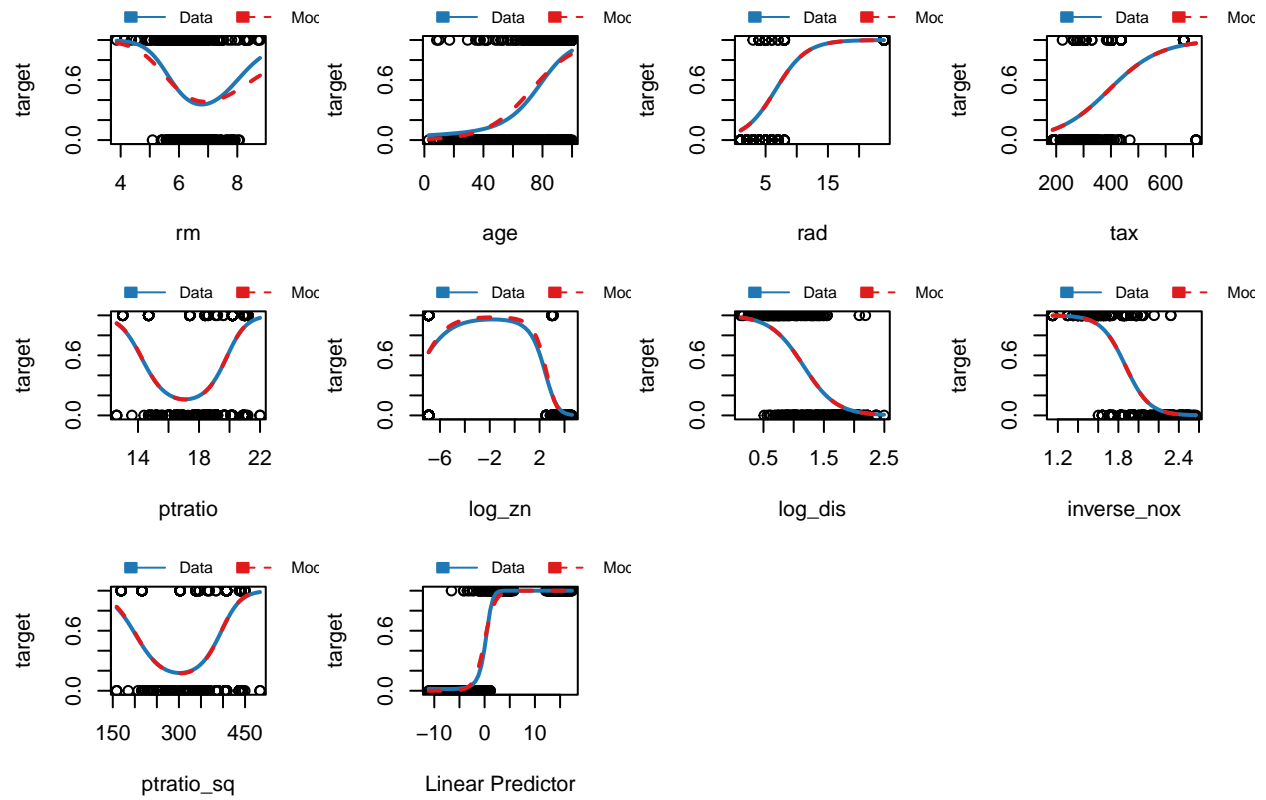 Data Moc Data Moc Data Moc Data Moc
target 0.0 0.6 target 0.0 0.6 target 0.0 0.6 target 0.0 0.6
4 6 8 0 40 80 5 15 200 400 600
rm age rad tax
Data Moc Data Moc Data Moc Data Moc
target 0.0 0.6 target 0.0 0.6 target 0.0 0.6 target 0.0 0.6
14 18 22 −6 −2 2 0.5 1.5 2.5 1.2 1.8 2.4
ptratio log_zn log_dis inverse_nox
Data Moc Data Moc
target 0.0 0.6 target 0.0 0.6
150 300 450 −10 0 10
ptratio_sq Linear Predictor